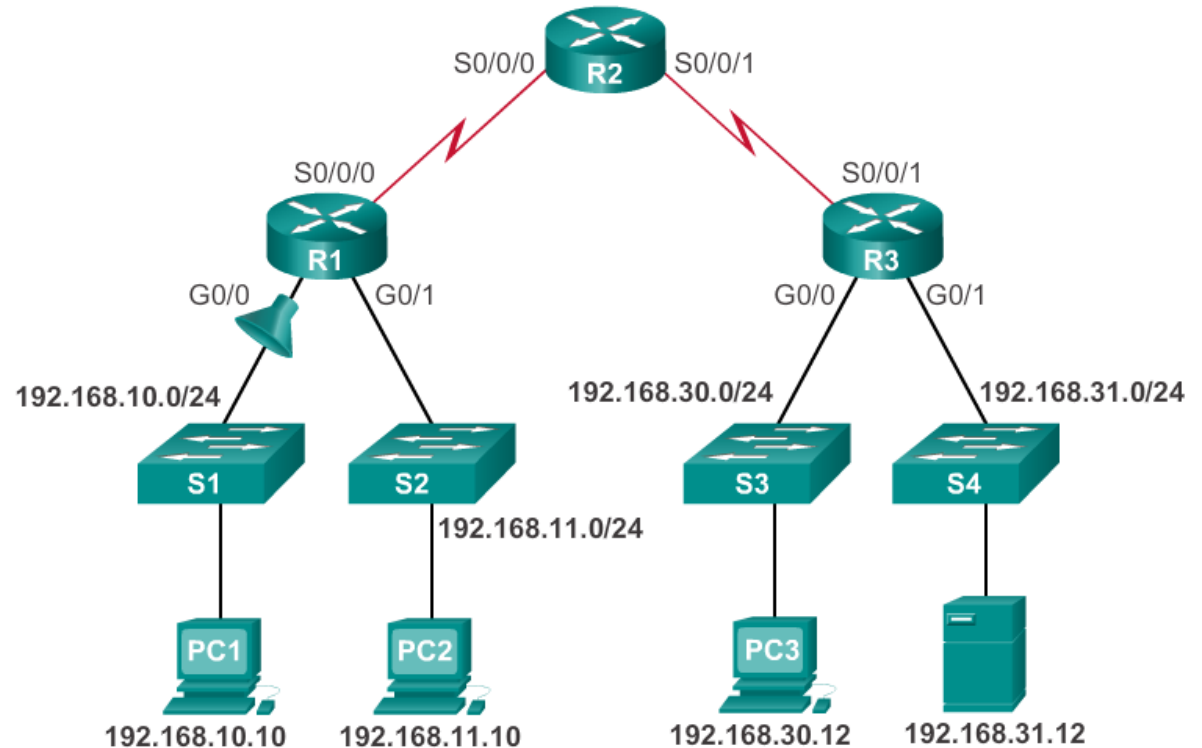 R2
S0/0/0
S0/0/1
S0/0/0
S0/0/1
R1
R3
G0/0
G0/1
G0/0
G0/1
192.168.10.0/24
192.168.30.0/24
192.168.31.0/24
S1
S2
S3
S4
192.168.11.0/24
PC1
PC2
PC3
192.168.10.10
192.168.11.10
192.168.30.12
192.168.31.12